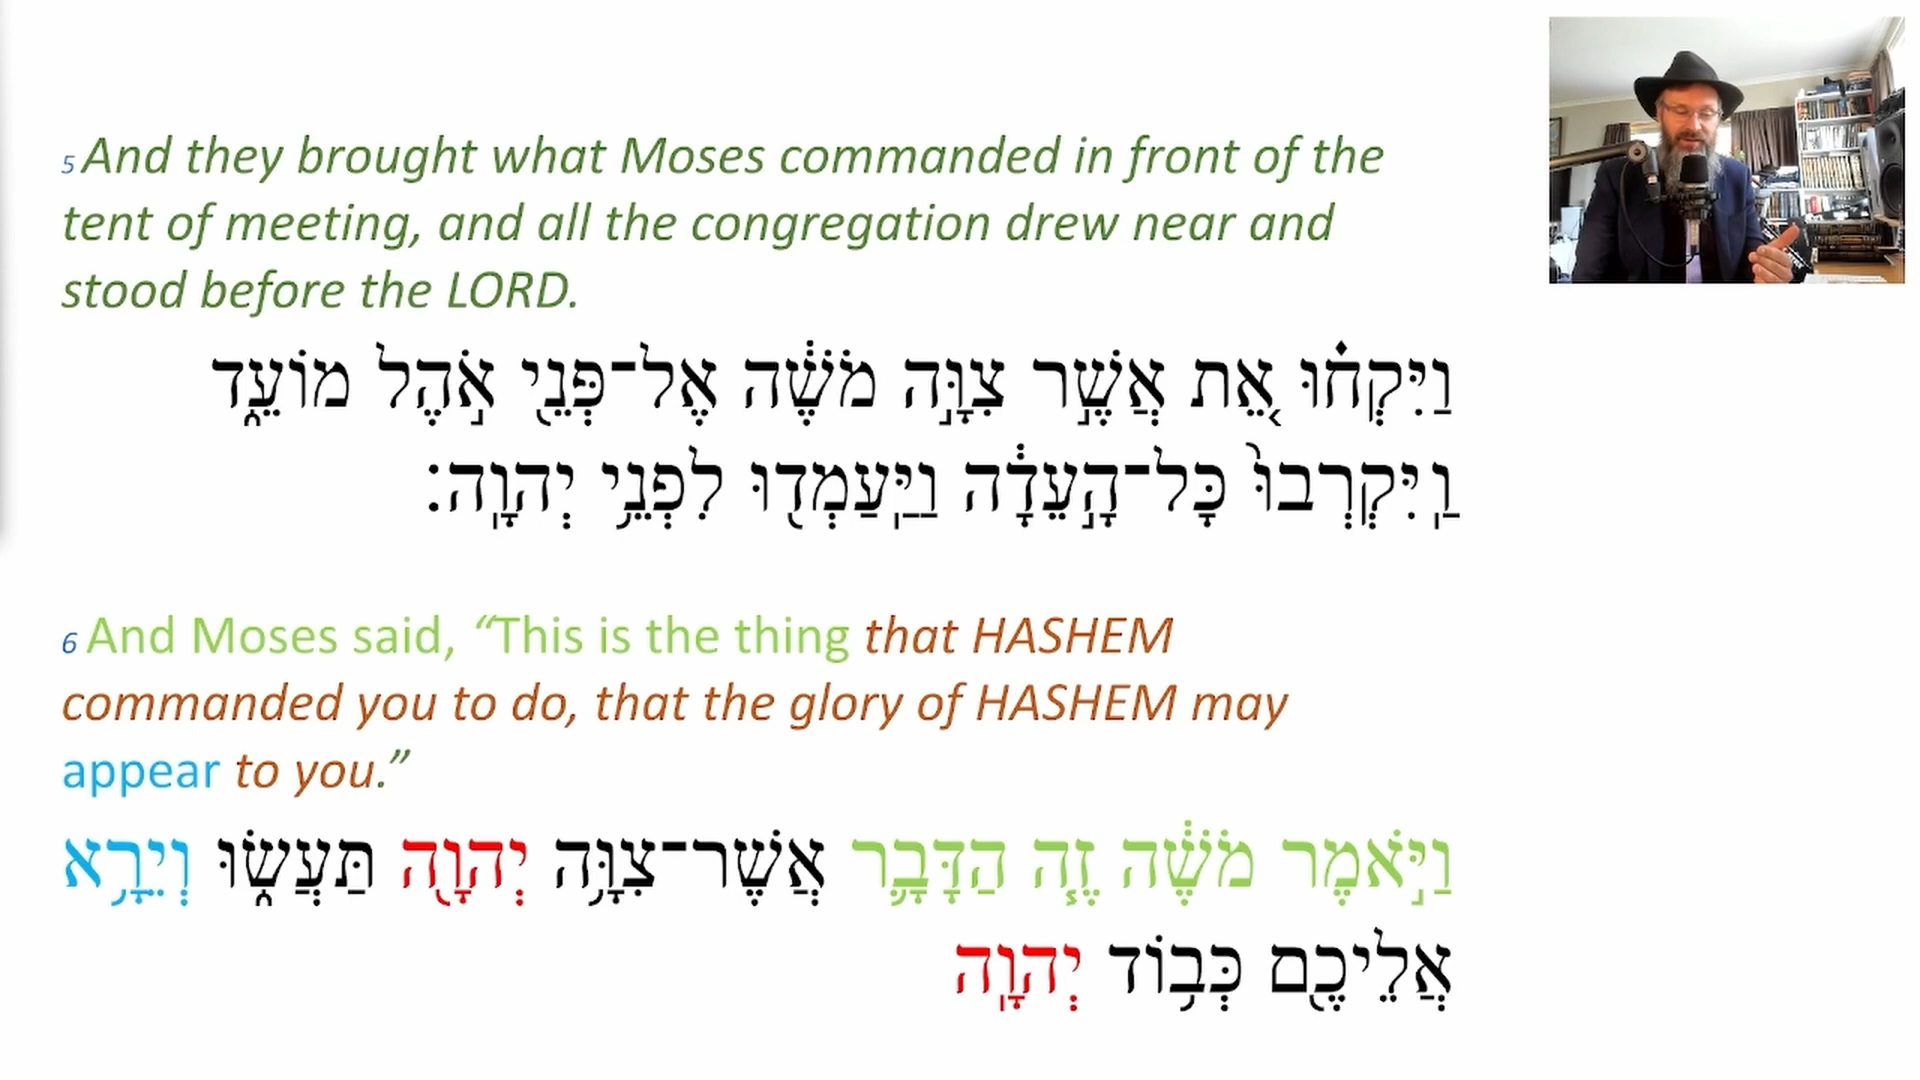 5 And they brought what Moses commanded in front of the
tent of meeting, and all the congregation drew near and
stood before the LORD.
וַיִּקְח֗וּ אֵ֚ת אֲשֶׁ֣ר צִוָּ֣ה מֹשֶׁ֔ה אֶל־פְּנֵ֖י אֹ֣הֶל מוֹעֵ֑ד
וַֽיִּקְרְבוּ֙ כָּל־הָ֣עֵדָ֔ה וַיַּֽעַמְד֖וּ לִפְנֵ֥י יְהוָֽה׃
6 And Moses said, “This is the thing that HASHEM
commanded you to do, that the glory of HASHEM may
appear to you.”
וַיֹּ֣אמֶר מֹשֶׁ֔ה זֶ֧ה הַדָּבָ֛ר אֲשֶׁר־צִוָּ֥ה יְהוָ֖ה תַּעֲשׂ֑וּ וְיֵרָ֥א
אֲלֵיכֶ֖ם כְּב֥וֹד יְהוָֽה